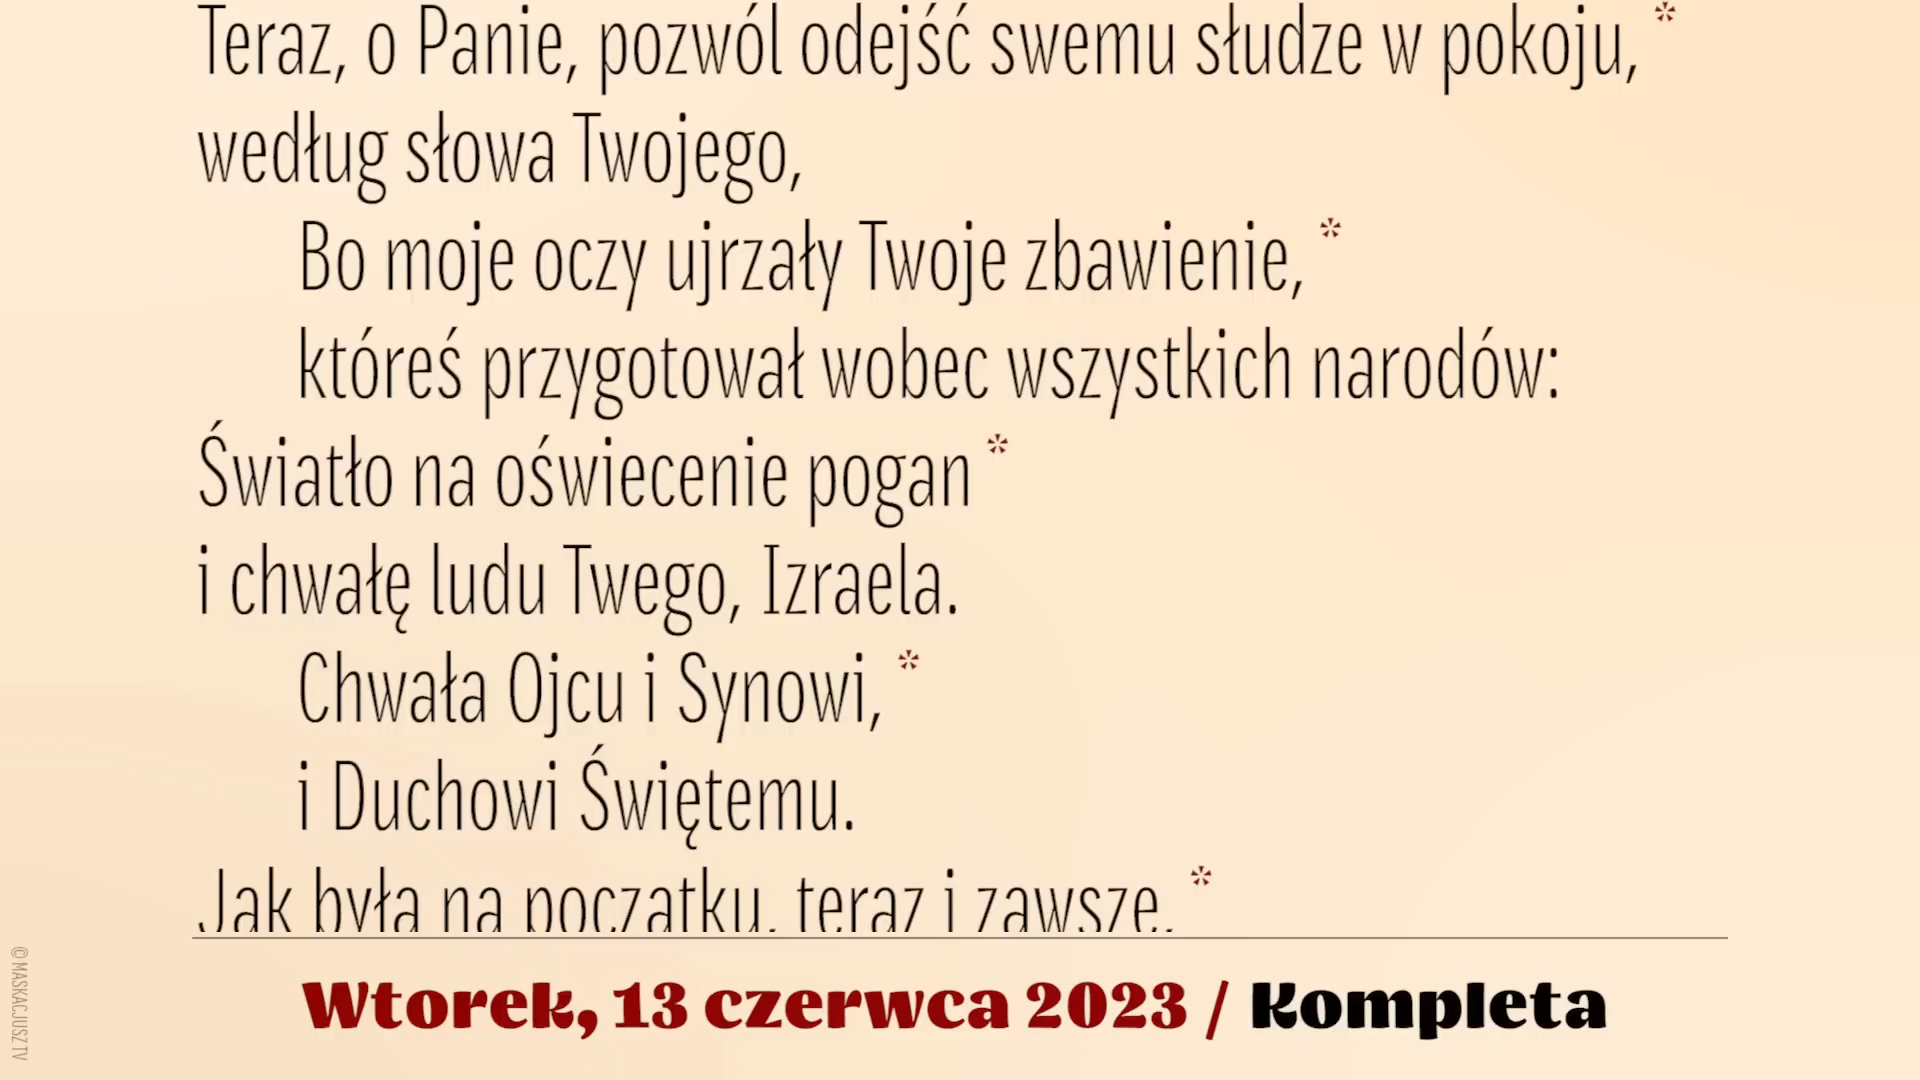 Teraz, o Panie, pozwól odejść swemu słudze w pokoju, *
według słowa Twojego,
Bo moje oczy ujrzały Twoje zbawienie, *
któreś przygotował wobec wszystkich narodów:
Światło na oświecenie pogan *
i chwałę ludu Twego, Izraela.
Chwała Ojcu i Synowi, *
i Duchowi Świętemu.
Jak była na początku, teraz i zawsze, *
Wtorek, 13 czerwca 2023 / Kompleta
© MASKACJUSZ TV